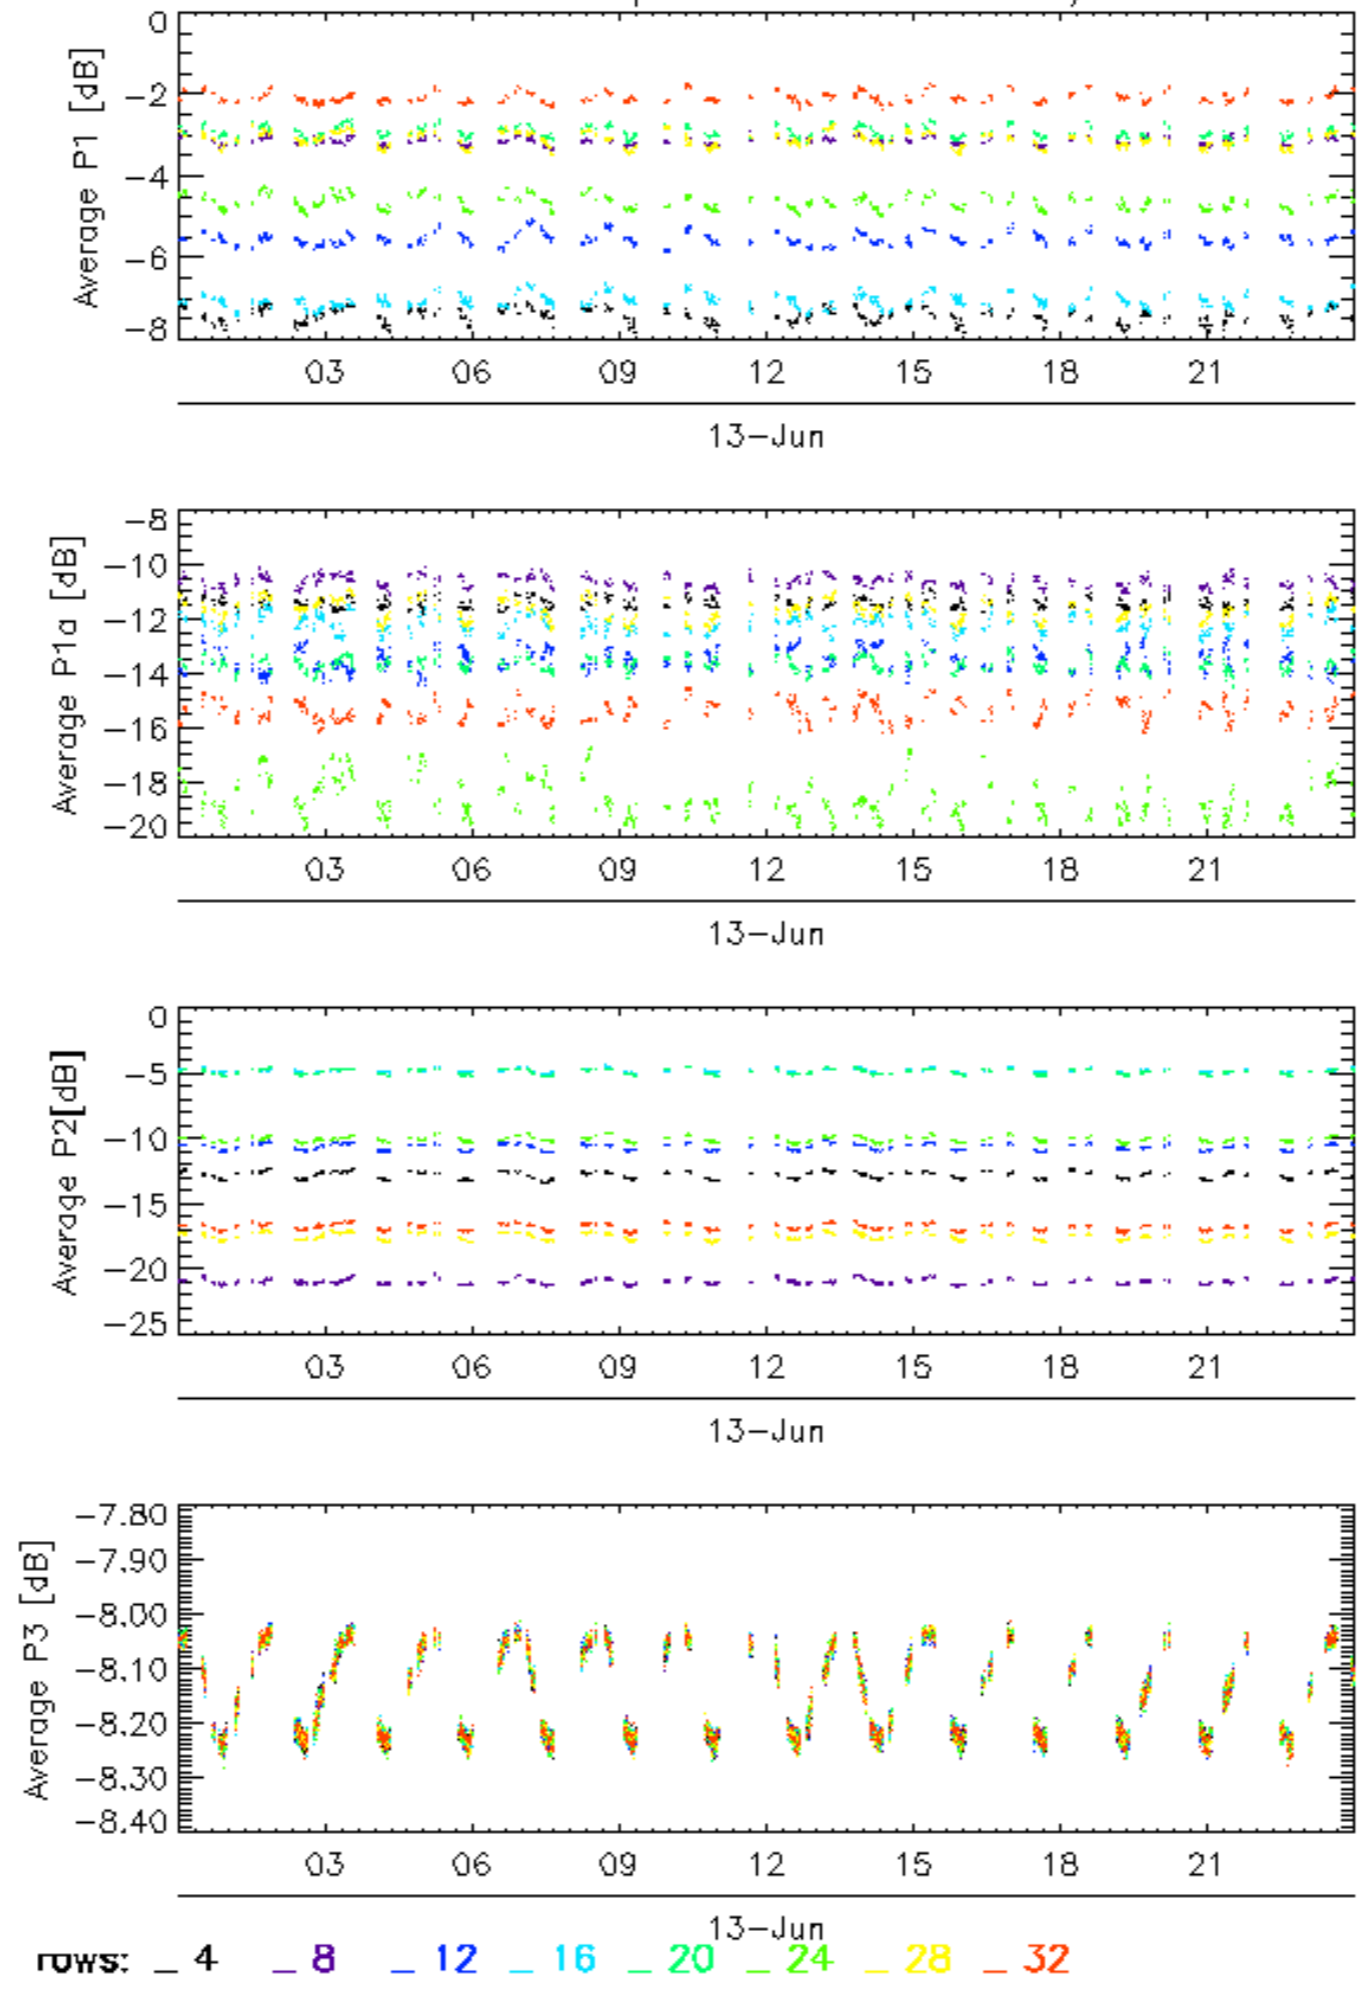 0
-2
-4
-6
-8
Average P1 [dB]
03 06 09 12 15 18 21
13-Jun
-8
-10
-12
-14
-16
-18
-20
Average P1a [dB]
03 06 09 12 15 18 21
13-Jun
0
-5
-10
-15
-20
-25
Average P2[dB]
03 06 09 12 15 18 21
13-Jun
-7.80
-7.90
-8.00
-8.10
-8.20
-8.30
-8.40
Average P3 [dB]
03 06 09 12 15 18 21
13-Jun
rows: _ 4 _ 8 _ 12 _ 16 _ 20 _ 24 _ 28 _ 32